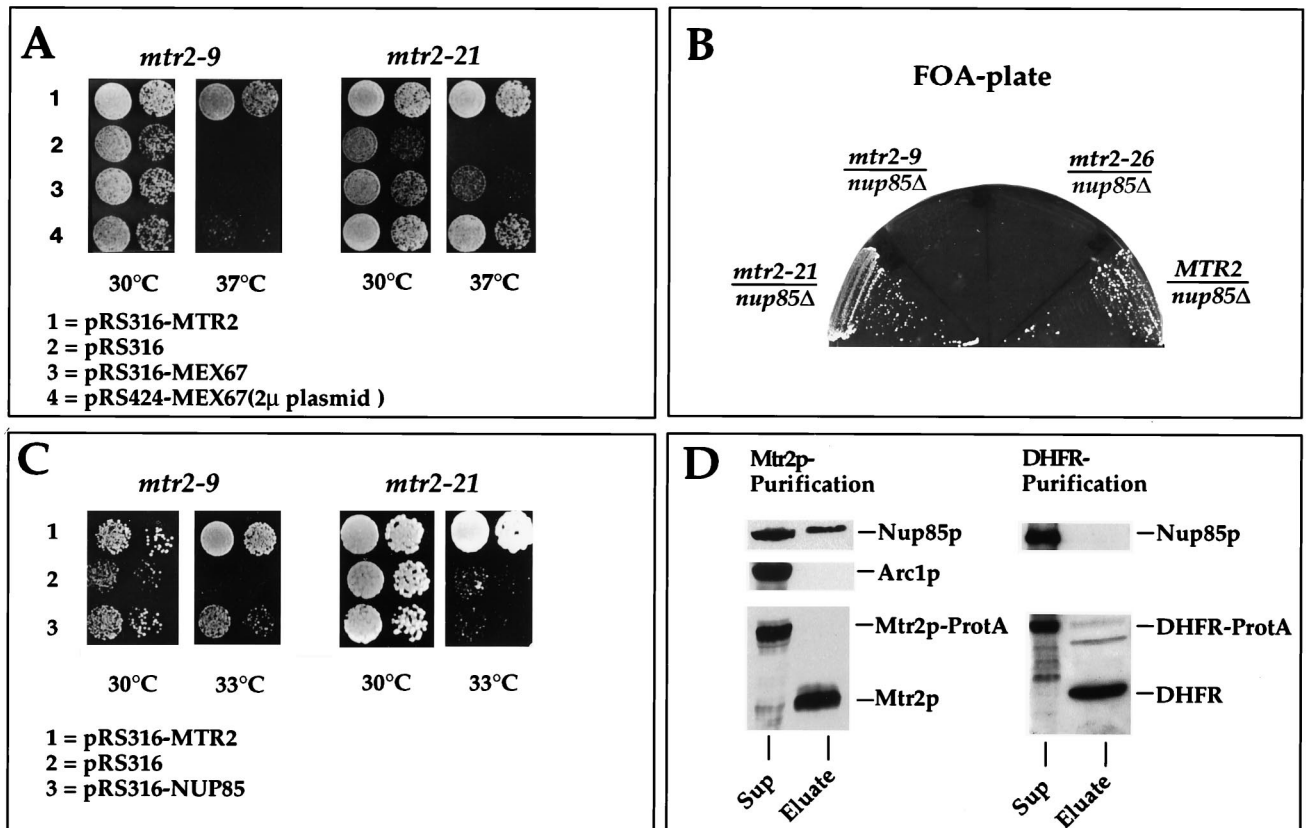 A
mtr2-9 mtr2-21
1
2
3
4
30°C 37°C 30°C 37°C
1 = pRS316-MTR2
2 = pRS316
3 = pRS316-MEX67
4 = pRS424-MEX67(2μ plasmid )
B
FOA-plate
mtr2-9
nup85Δ
mtr2-26
nup85Δ
mtr2-21
nup85Δ
MTR2
nup85Δ
C
mtr2-9 mtr2-21
1
2
3
30°C 33°C 30°C 33°C
1 = pRS316-MTR2
2 = pRS316
3 = pRS316-NUP85
D
Mtr2p-
Purification
DHFR-
Purification
Nup85p
Arc1p
Mtr2p-ProtA
Mtr2p
Nup85p
DHFR-ProtA
DHFR
Sup
Eluate
Sup
Eluate